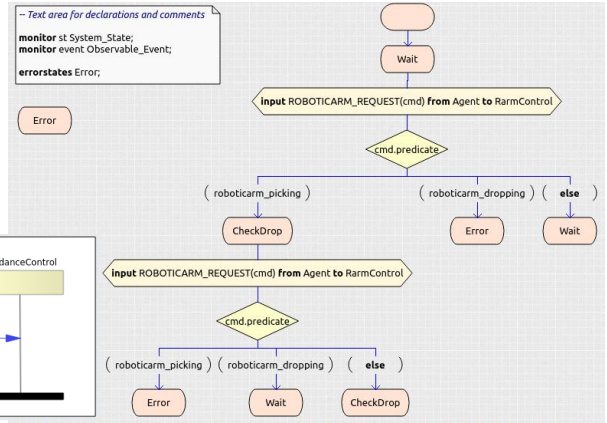 -- Text area for declarations and comments
monitor st System_State;
monitor event Observable_Event;
errorstates Error;
Error
Wait
input ROBOTICARM_REQUEST(cmd) from Agent to RarmControl
cmd.predicate
( roboticarm_picking ) ( roboticarm_dropping ) ( else )
CheckDrop Error Wait
danceControl
input ROBOTICARM_REQUEST(cmd) from Agent to RarmControl
cmd.predicate
( roboticarm_picking ) ( roboticarm_dropping ) ( else )
Error Wait CheckDrop